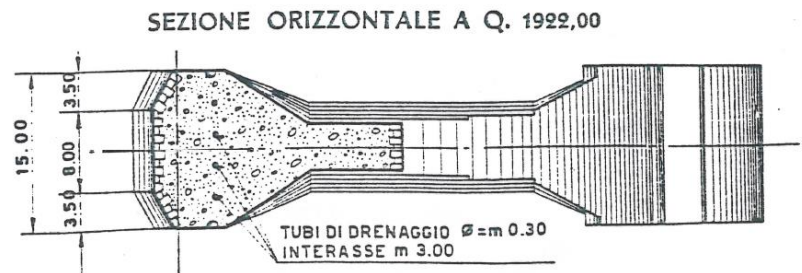 SEZIONE ORIZZONTALE A Q. 1922,00
3.50
15.00
8.00
3.50
TUBI DI DRENAGGIO Ø=m 0.30
INTERASSE m 3.00